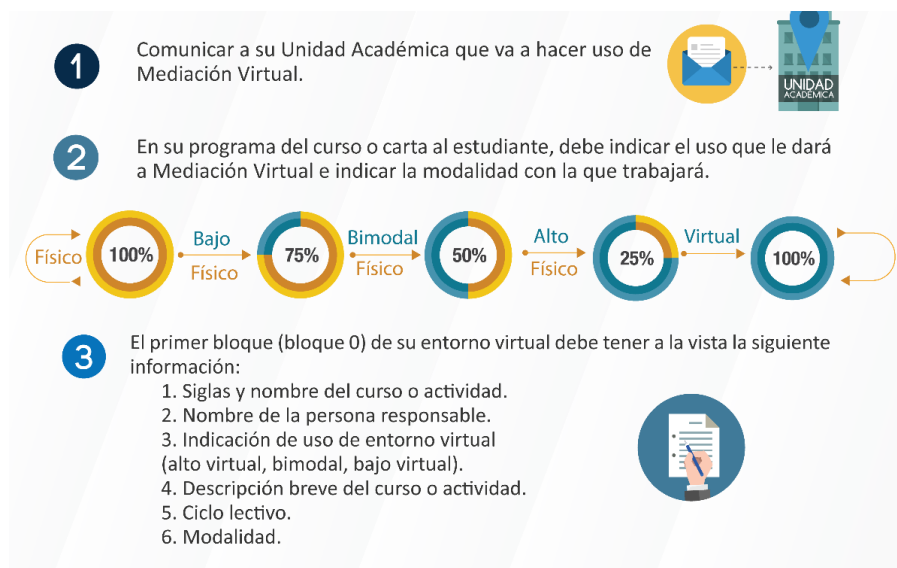 1
Comunicar a su Unidad Académica que va a hacer uso de
Mediación Virtual.
UNIDAD
ACADÉMICA
2
En su programa del curso o carta al estudiante, debe indicar el uso que le dará
a Mediación Virtual e indicar la modalidad con la que trabajará.
Físico
100%
Bajo
Físico
75%
Bimodal
Físico
50%
Alto
Físico
25%
Virtual
100%
3
El primer bloque (bloque 0) de su entorno virtual debe tener a la vista la siguiente
información:
1. Siglas y nombre del curso o actividad.
2. Nombre de la persona responsable.
3. Indicación de uso de entorno virtual
(alto virtual, bimodal, bajo virtual).
4. Descripción breve del curso o actividad.
5. Ciclo lectivo.
6. Modalidad.